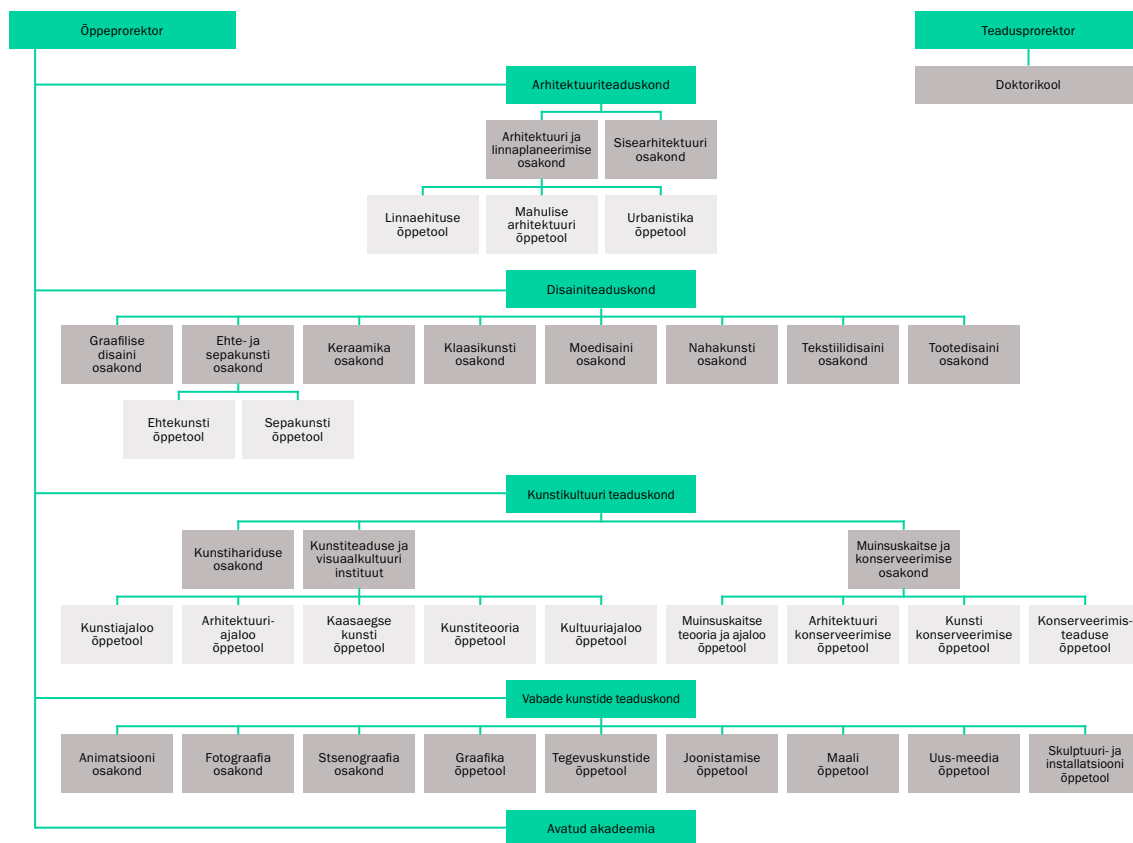 Õppeprorektor
Teadusprorektor
Doktorikool
Arhitektuuriteaduskond
Arhitektuuri ja
linnaplaneerimise
osakond
Sisearhitektuuri
osakond
Linnaehituse
õppetool
Mahulise
arhitektuuri
õppetool
Urbanistika
õppetool
Disainiteaduskond
Graafilise
disaini
osakond
Ehte- ja
sepakunsti
osakond
Keraamika
osakond
Klaasikunsti
osakond
Moedisaini
osakond
Nahakunsti
osakond
Tekstiilidisaini
osakond
Tootedisaini
osakond
Ehtekunsti
õppetool
Sepakunsti
õppetool
Kunstikultuuri teaduskond
Kunstihariduse
osakond
Kunstiteaduse ja
visuaalkultuuri
instituut
Muinsuskaitse ja
konserveerimise
osakond
Kunstiajaloo
õppetool
Arhitektuuri-
ajaloo
õppetool
Kaasaegse
kunsti
õppetool
Kunstiteooria
õppetool
Kultuuriajaloo
õppetool
Muinsuskaitse
teooria ja ajaloo
õppetool
Arhitektuuri
konserveerimise
õppetool
Kunsti
konserveerimise
õppetool
Konserveerimis-
teaduse
õppetool
Vabade kunstide teaduskond
Animatsiooni
osakond
Fotograafia
osakond
Stsenograafia
osakond
Graafika
õppetool
Tegevuskunstide
õppetool
Joonistamise
õppetool
Maali
õppetool
Uus-meedia
õppetool
Skulptuuri- ja
installatsiooni
õppetool
Avatud akadeemia